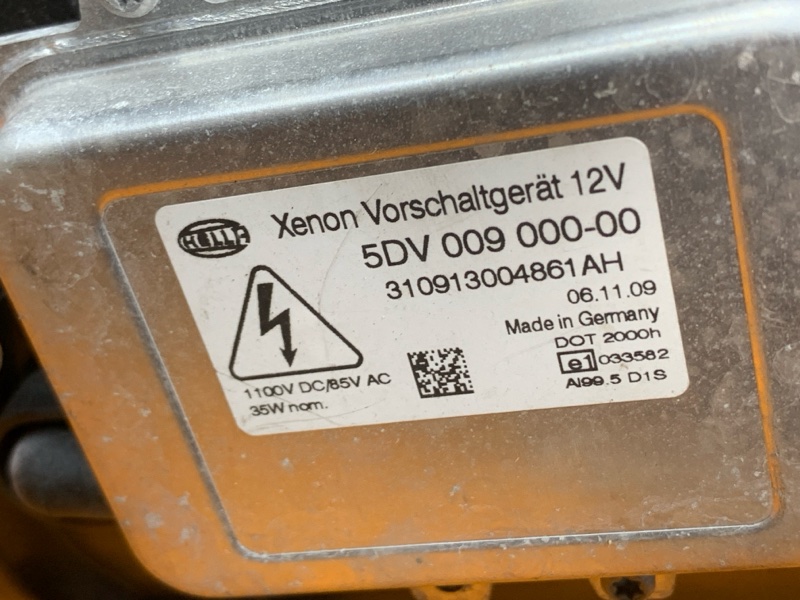 HELLA
Xenon Vorschaltgerät 12V
5DV 009 000-00
310913004861AH
06.11.09
Made in Germany
DOT 2000h
e1 033582
Al99.5 D1S
1100V DC/85V AC
35W nom.